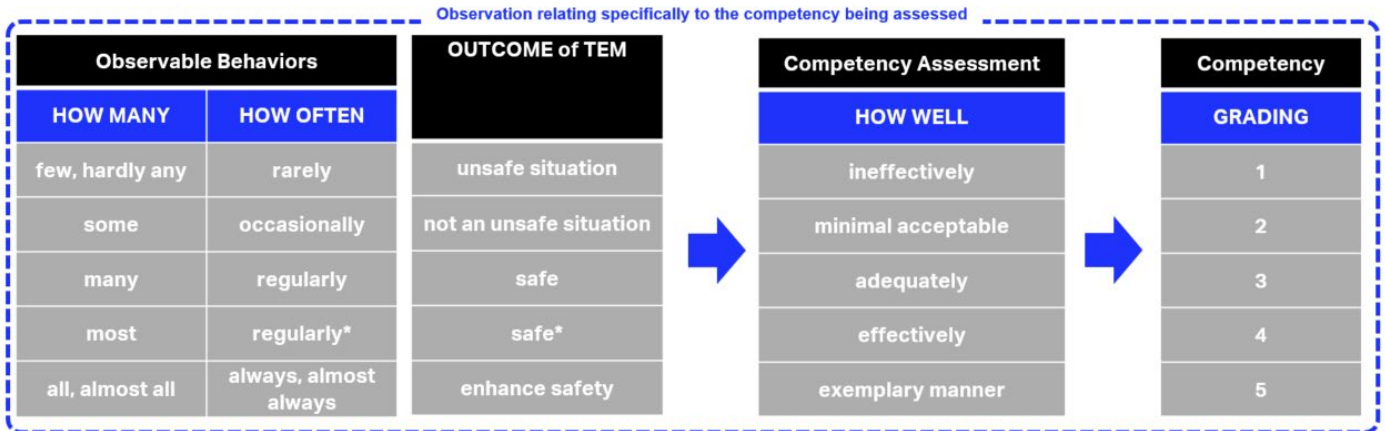 Observation relating specifically to the competency being assessed
Observable Behaviors
OUTCOME of TEM
Competency Assessment
Competency
HOW MANY
HOW OFTEN
HOW WELL
GRADING
few, hardly any
rarely
unsafe situation
ineffectively
1
some
occasionally
not an unsafe situation
minimal acceptable
2
many
regularly
safe
adequately
3
most
regularly*
safe*
effectively
4
all, almost all
always, almost
always
enhance safety
exemplary manner
5